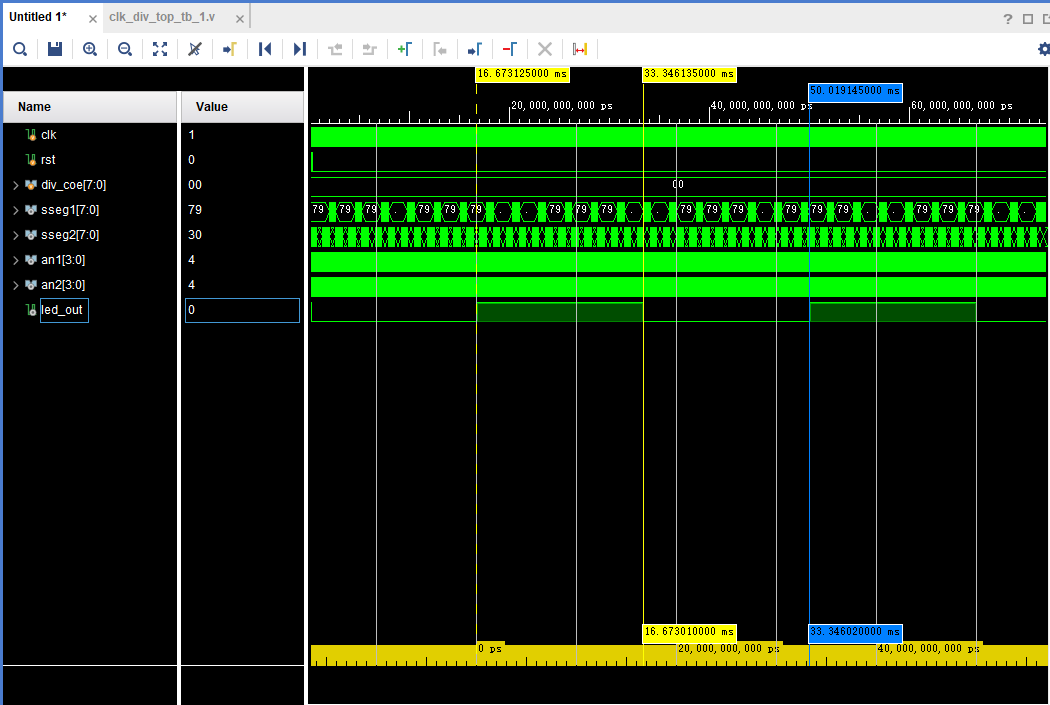 Untitled 1* × clk_div_top_tb_1.v ×
?
16.673125000 ms 33.346135000 ms
50.019145000 ms
20,000,000,000 ps 40,000,000,000 ps 60,000,000,000 ps
Name Value
clk 1
rst 0
div_coe[7:0] 00 00
sseg1[7:0] 79 79 79 79 . 79 79 79 . . 79 79 79 . . 79 79 79 . 79 79 . . 79 79 79 . .
sseg2[7:0] 30
an1[3:0] 4
an2[3:0] 4
led_out 0
16.673010000 ms 33.346020000 ms
0 ps 20,000,000,000 ps 40,000,000,000 ps